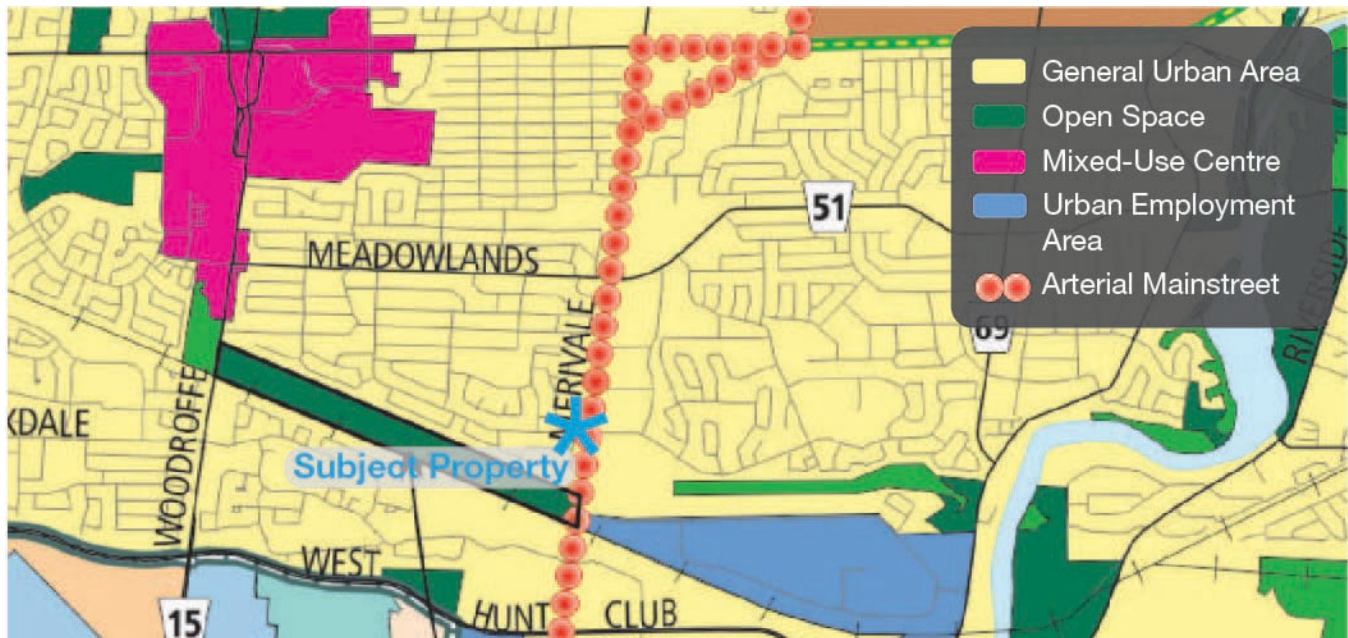 General Urban Area
Open Space
Mixed-Use Centre
Urban Employment
Area
Arterial Mainstreet
51
MEADOWLANDS
69
RIVERSIDE
MERIVALE
WOODROFFE
KDALE
Subject Property
WEST
15
HUNT CLUB